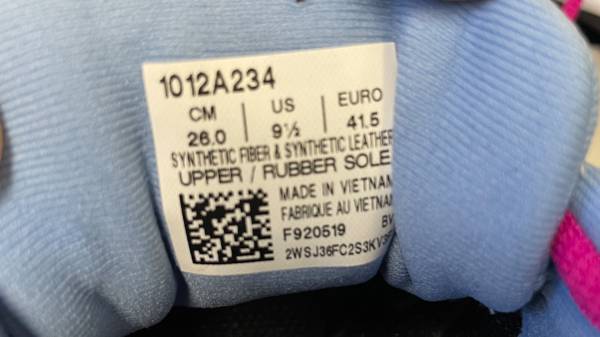 1012A234
CM | US | EURO
26.0 | 9½ | 41.5
SYNTHETIC FIBER & SYNTHETIC LEATHER
UPPER / RUBBER SOLE
MADE IN VIETNAM
FABRIQUE AU VIETNAM
F920519